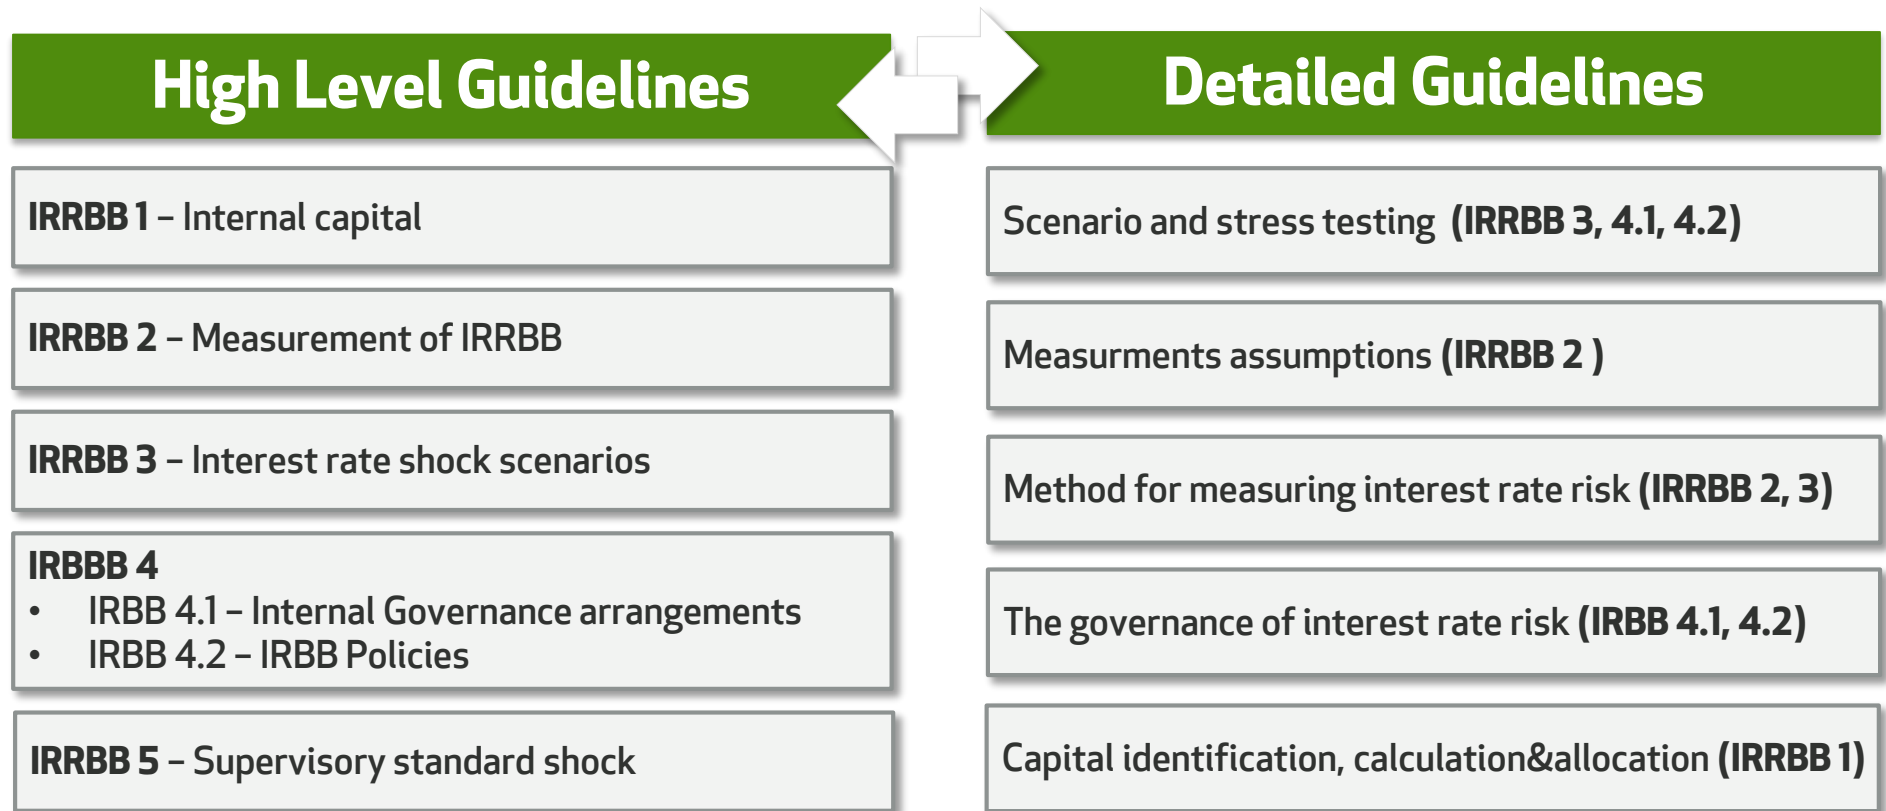 High Level Guidelines
IRRBB 1 – Internal capital
IRRBB 2 – Measurement of IRRBB
IRRBB 3 – Interest rate shock scenarios
IRBBB 4
• IRBB 4.1 – Internal Governance arrangements
• IRBB 4.2 – IRBB Policies
IRRBB 5 – Supervisory standard shock
Detailed Guidelines
Scenario and stress testing (IRRBB 3, 4.1, 4.2)
Measurments assumptions (IRRBB 2 )
Method for measuring interest rate risk (IRRBB 2, 3)
The governance of interest rate risk (IRBB 4.1, 4.2)
Capital identification, calculation&allocation (IRRBB 1)